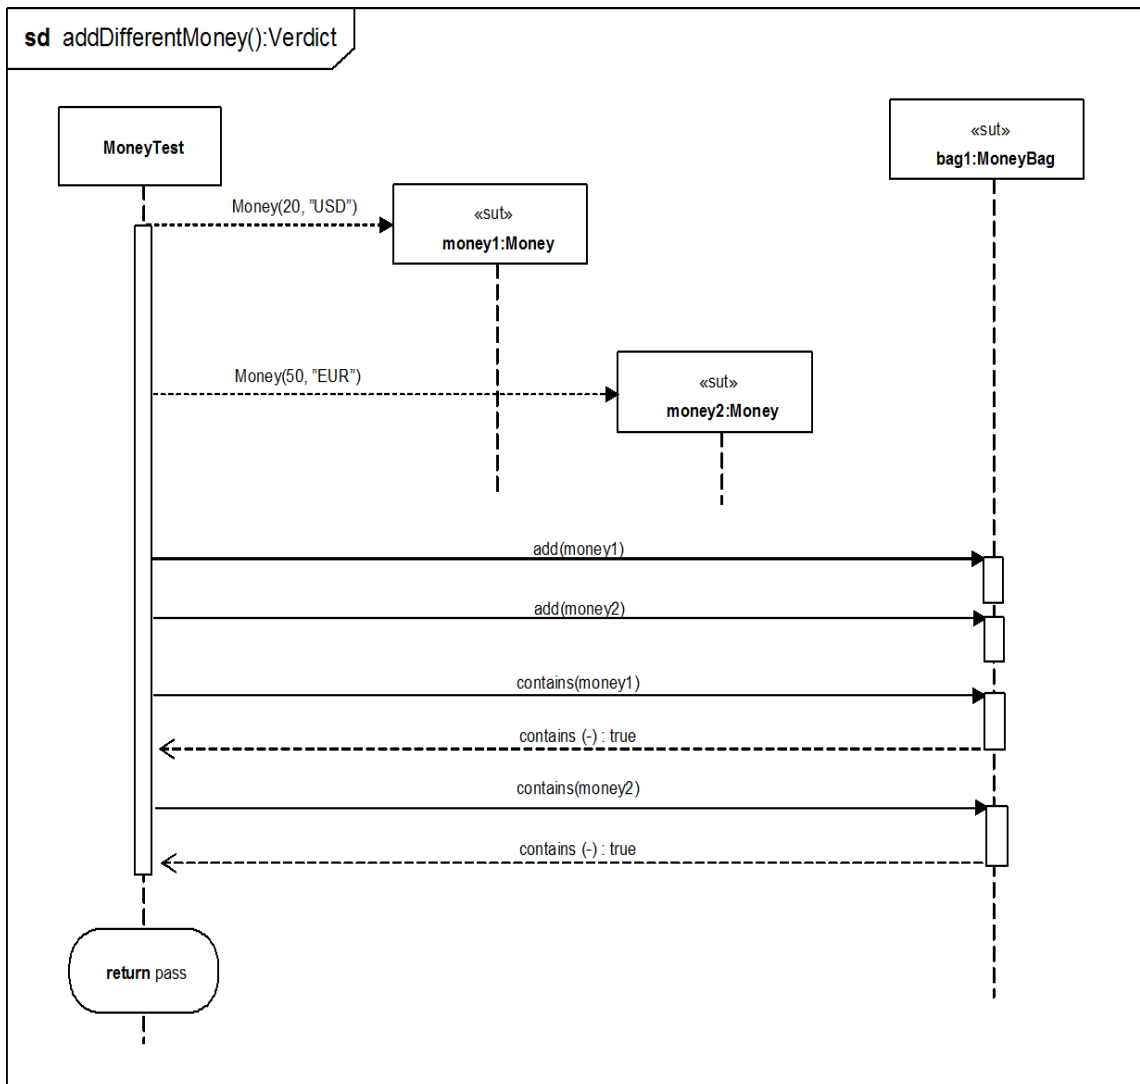 sd addDifferentMoney():Verdict
MoneyTest
«sut»
bag1:MoneyBag
Money(20, ”USD”)
«sut»
money1:Money
Money(50, ”EUR”)
«sut»
money2:Money
add(money1)
add(money2)
contains(money1)
contains (-) : true
contains(money2)
contains (-) : true
return pass